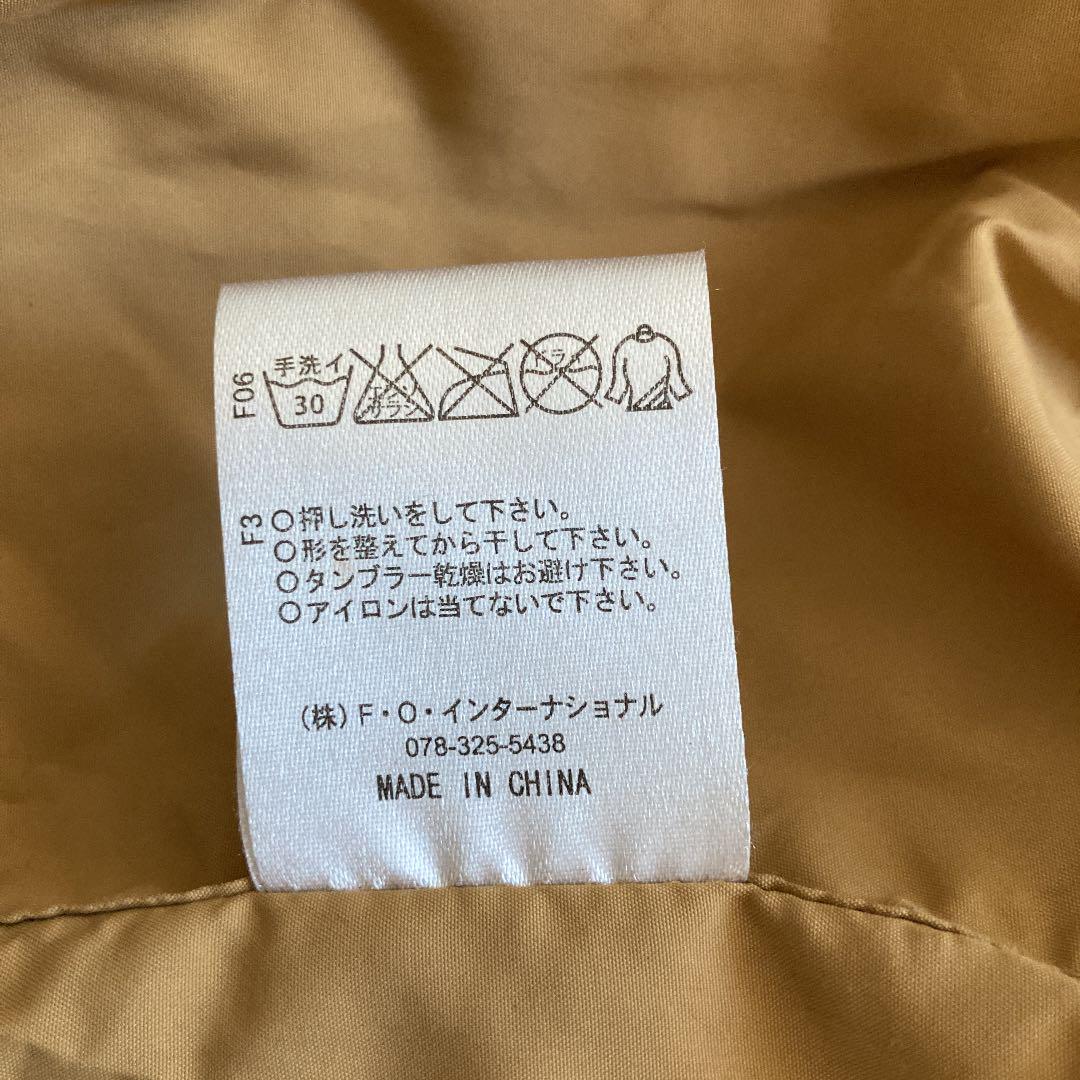 F06
手洗イ
30
エンソ
サラシ
ドライ
F3
○押し洗いをして下さい。
○形を整えてから干して下さい。
○タンブラー乾燥はお避け下さい。
○アイロンは当てないで下さい。
(株)F・O・インターナショナル
078-325-5438
MADE IN CHINA